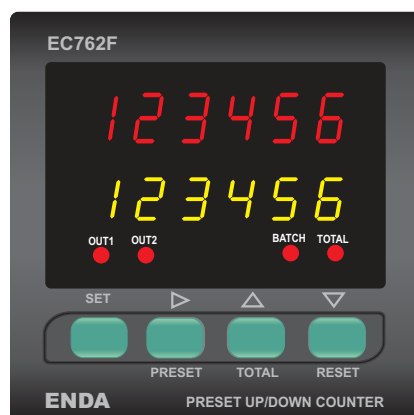 EC762F
123456
123456
OUT1 OUT2 BATCH TOTAL
SET
PRESET TOTAL RESET
ENDA PRESET UP/DOWN COUNTER